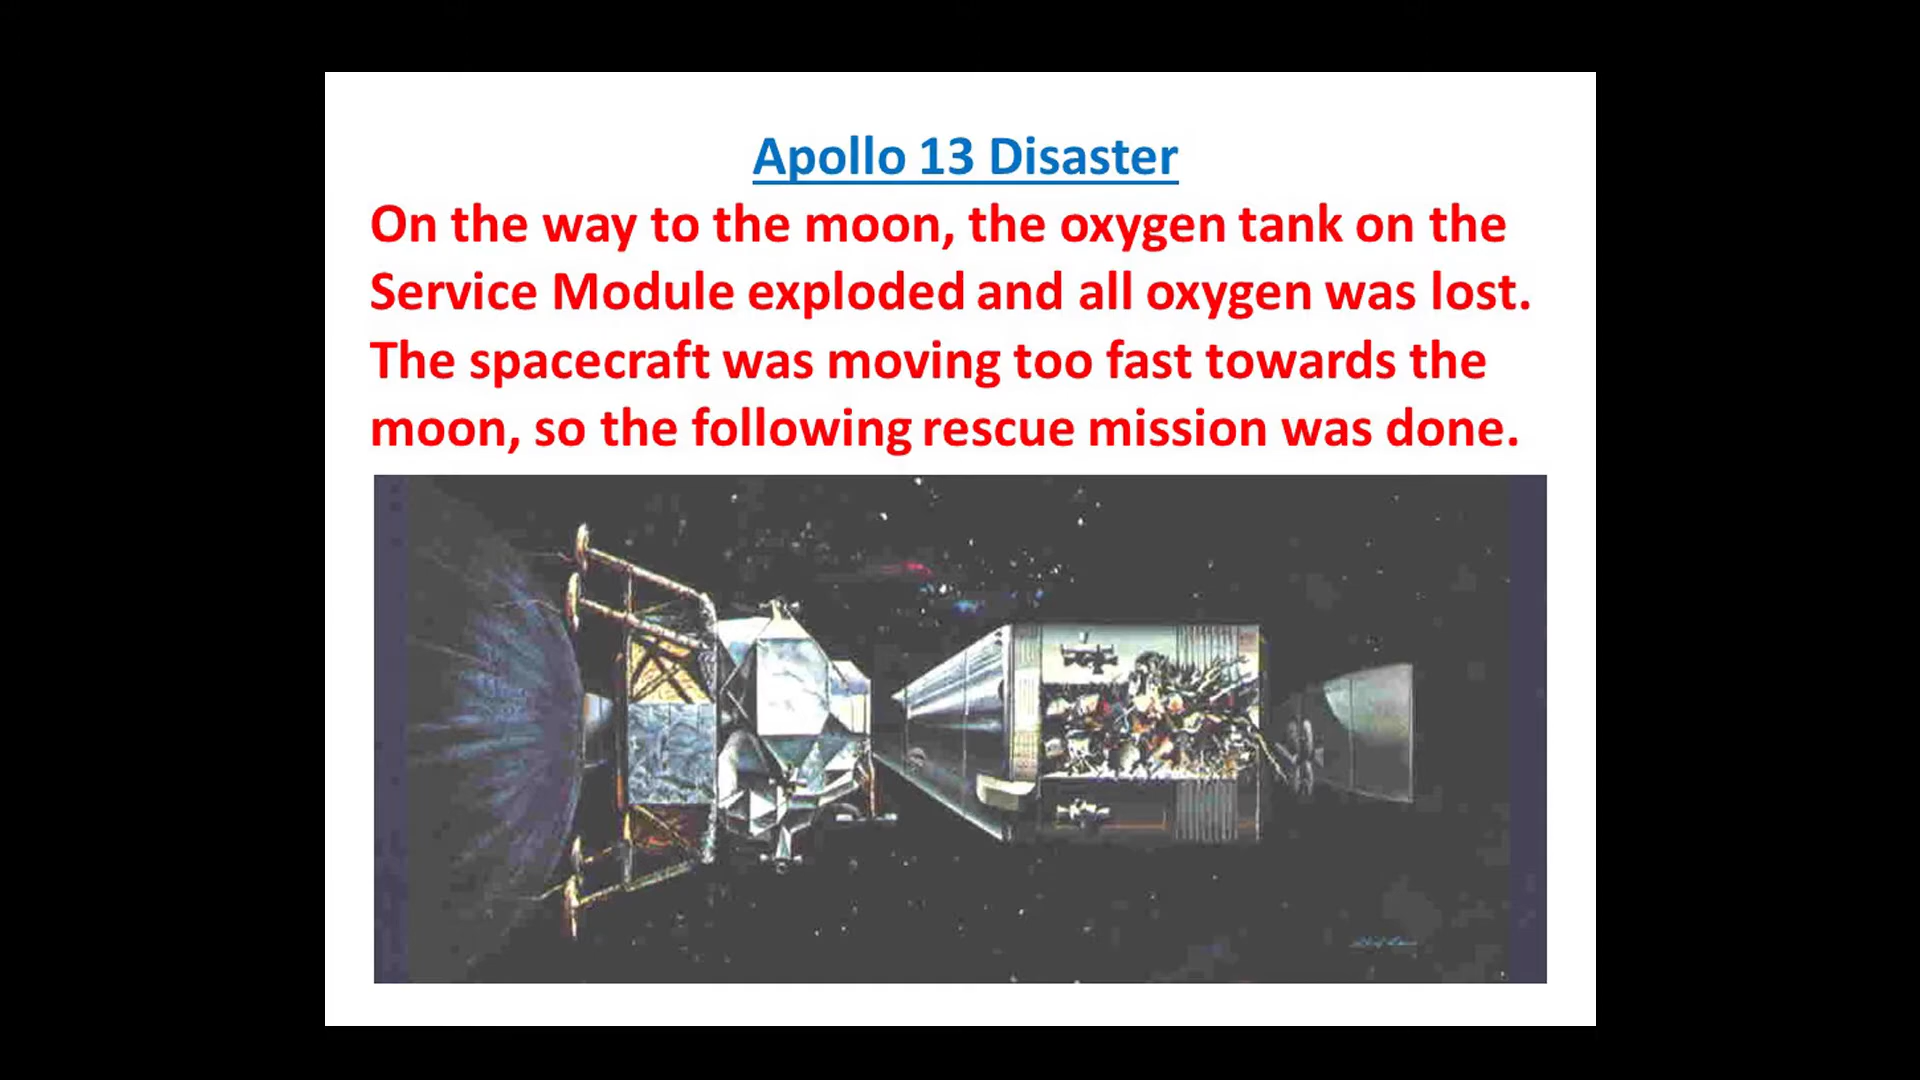 Apollo 13 Disaster
On the way to the moon, the oxygen tank on the
Service Module exploded and all oxygen was lost.
The spacecraft was moving too fast towards the
moon, so the following rescue mission was done.